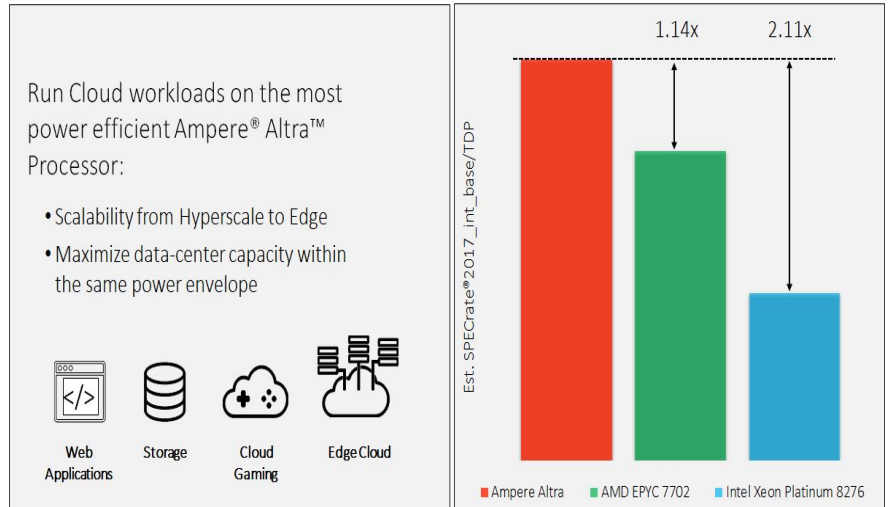 Run Cloud workloads on the most
power efficient Ampere® Altra™
Processor:
• Scalability from Hyperscale to Edge
• Maximize data-center capacity within
the same power envelope
</>
Web
Applications
Storage
Cloud
Gaming
Edge Cloud
1.14x
2.11x
Est. SPECrate®2017_int_base/TDP
Ampere Altra
AMD EPYC 7702
Intel Xeon Platinum 8276